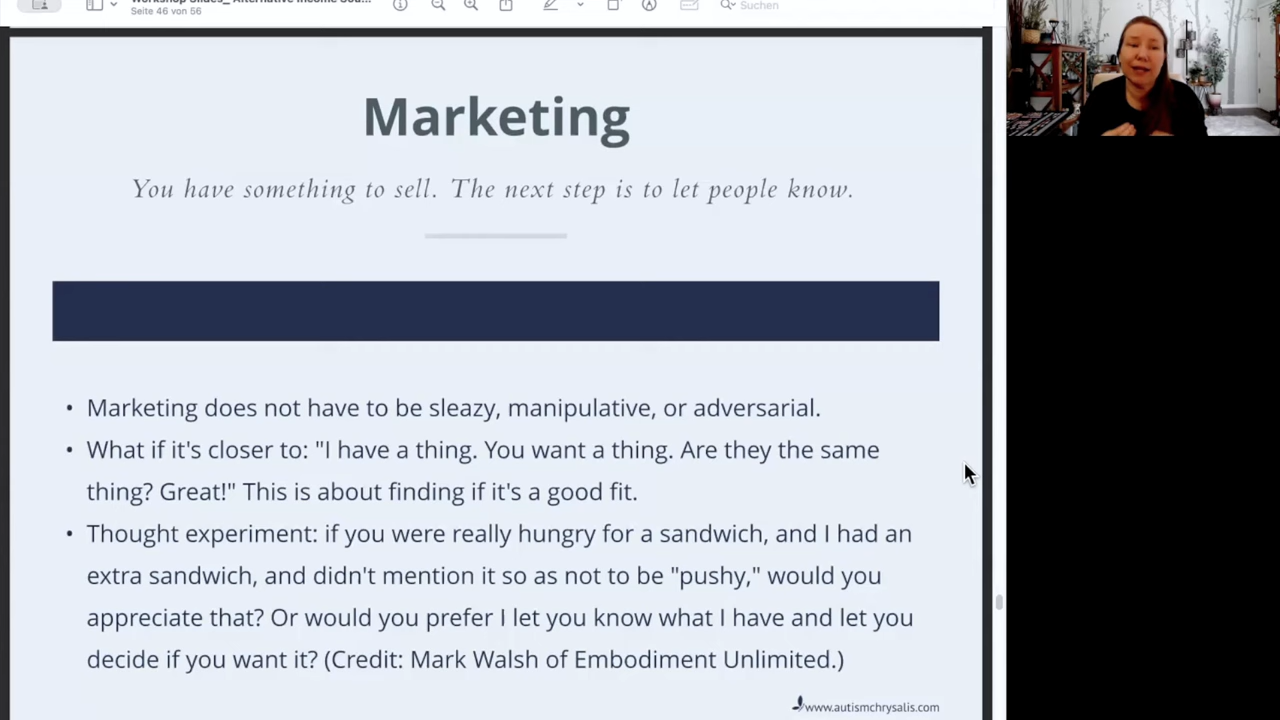 Workshop Slides_ Alternative Income Sou...
Seite 46 von 56
Suchen
Marketing
You have something to sell. The next step is to let people know.
• Marketing does not have to be sleazy, manipulative, or adversarial.
• What if it's closer to: "I have a thing. You want a thing. Are they the same
thing? Great!" This is about finding if it's a good fit.
• Thought experiment: if you were really hungry for a sandwich, and I had an
extra sandwich, and didn't mention it so as not to be "pushy," would you
appreciate that? Or would you prefer I let you know what I have and let you
decide if you want it? (Credit: Mark Walsh of Embodiment Unlimited.)
www.autismchrysalis.com